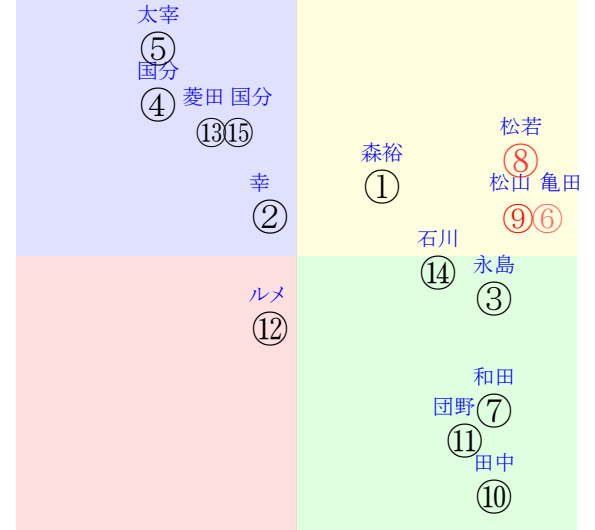 太宰
⑤
国分
④
菱田 国分
⑬⑮
松若
⑧
森裕
①
松山 亀田
⑨⑥
幸
②
石川
⑭
永島
③
ルメ
⑫
和田
⑦
団野
⑪
田中
⑩